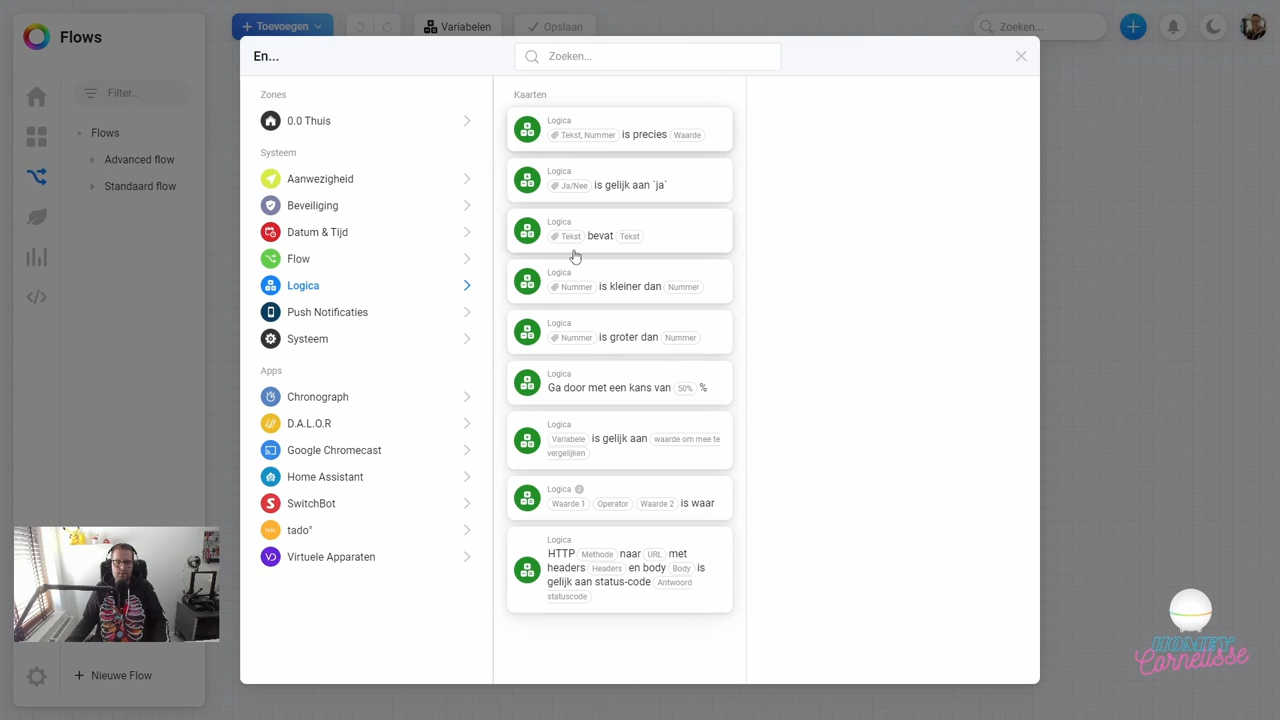 Flows
Toevoegen
Variabelen
Opslaan
Zoeken...
Filter...
Flows
Advanced flow
Standaard flow
Nieuwe Flow
En...
Zoeken...
Zones
0.0 Thuis
Systeem
Aanwezigheid
Beveiliging
Datum & Tijd
Flow
Logica
Push Notificaties
Systeem
Apps
Chronograph
D.A.L.O.R
Google Chromecast
Home Assistant
SwitchBot
tado°
Virtuele Apparaten
Kaarten
Logica
Tekst, Nummer is precies Waarde
Logica
Ja/Nee is gelijk aan `ja`
Logica
Tekst bevat Tekst
Logica
Nummer is kleiner dan Nummer
Logica
Nummer is groter dan Nummer
Logica
Ga door met een kans van 50% %
Logica
Variabele is gelijk aan waarde om mee te
vergelijken
Logica
Waarde 1 Operator Waarde 2 is waar
Logica
HTTP Methode naar URL met
headers Headers en body Body is
gelijk aan status-code Antwoord
statuscode
HOMEY
Cornelisse